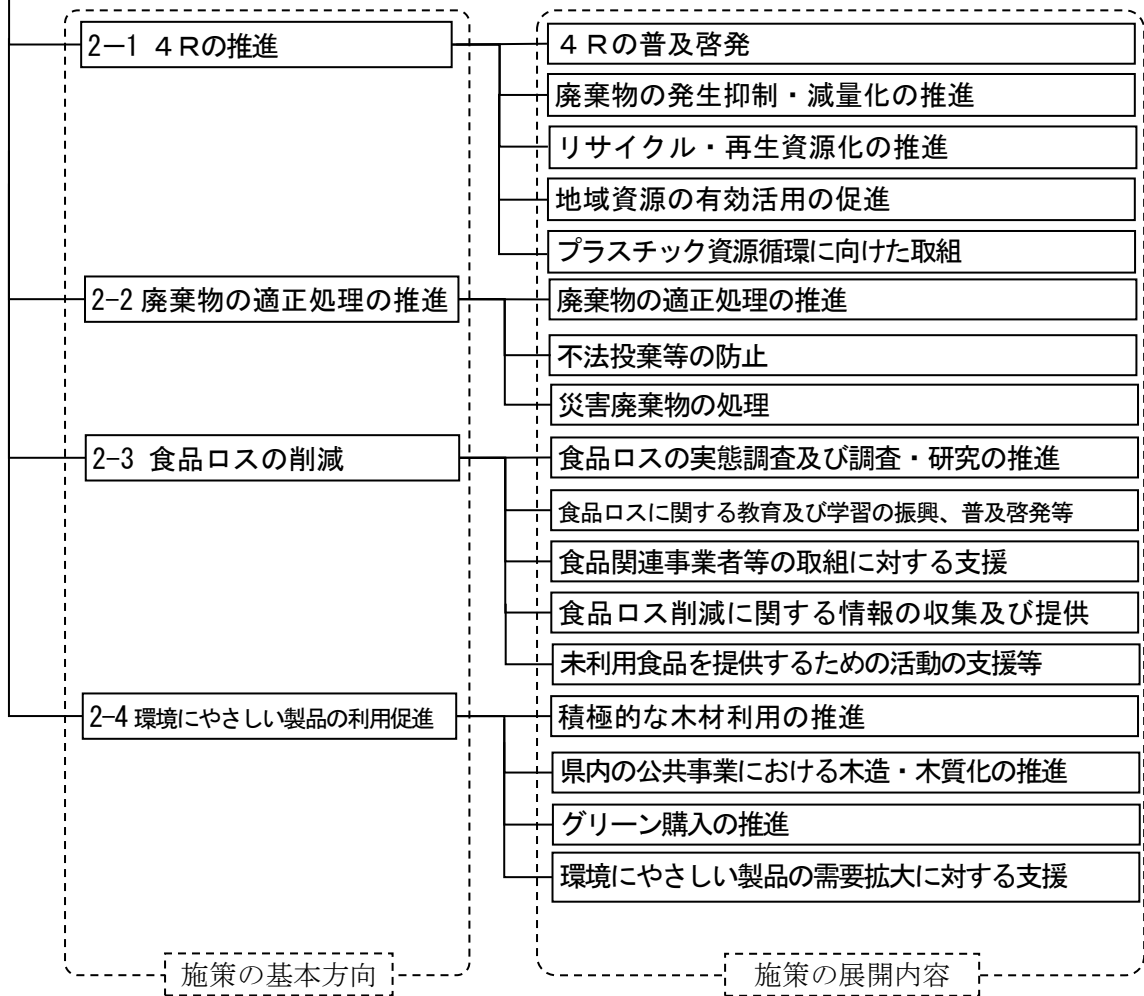 2－1 ４Rの推進
４Ｒの普及啓発
廃棄物の発生抑制・減量化の推進
リサイクル・再生資源化の推進
地域資源の有効活用の促進
プラスチック資源循環に向けた取組
2-2 廃棄物の適正処理の推進
廃棄物の適正処理の推進
不法投棄等の防止
災害廃棄物の処理
2-3 食品ロスの削減
食品ロスの実態調査及び調査・研究の推進
食品ロスに関する教育及び学習の振興、普及啓発等
食品関連事業者等の取組に対する支援
食品ロス削減に関する情報の収集及び提供
未利用食品を提供するための活動の支援等
2-4 環境にやさしい製品の利用促進
積極的な木材利用の推進
県内の公共事業における木造・木質化の推進
グリーン購入の推進
環境にやさしい製品の需要拡大に対する支援
施策の基本方向
施策の展開内容